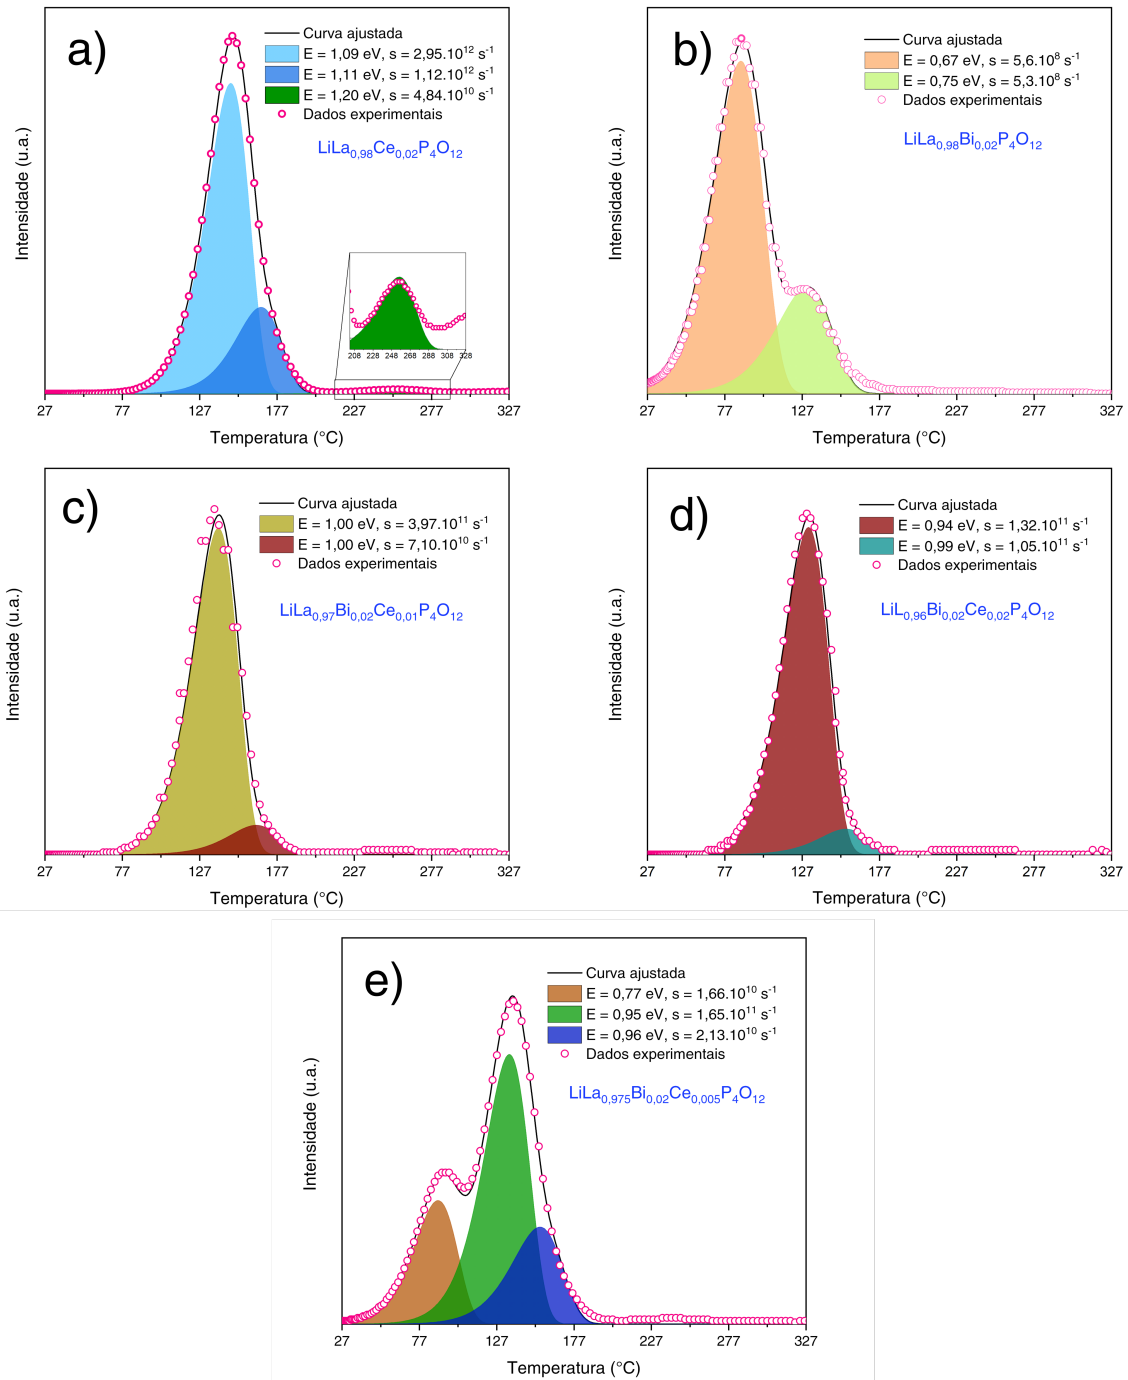 a)
Curva ajustada
E = 1,09 eV, s = 2,95.10¹² s⁻¹
E = 1,11 eV, s = 1,12.10¹² s⁻¹
E = 1,20 eV, s = 4,84.10¹⁰ s⁻¹
Dados experimentais
LiLa₀,₉₈Ce₀,₀₂P₄O₁₂
Intensidade (u.a.)
208 228 248 268 288 308 328
27 77 127 177 227 277 327
Temperatura (°C)
b)
Curva ajustada
E = 0,67 eV, s = 5,6.10⁸ s⁻¹
E = 0,75 eV, s = 5,3.10⁸ s⁻¹
Dados experimentais
LiLa₀,₉₈Bi₀,₀₂P₄O₁₂
Intensidade (u.a.)
27 77 127 177 227 277 327
Temperatura (°C)
c)
Curva ajustada
E = 1,00 eV, s = 3,97.10¹¹ s⁻¹
E = 1,00 eV, s = 7,10.10¹⁰ s⁻¹
Dados experimentais
LiLa₀,₉₇Bi₀,₀₂Ce₀,₀₁P₄O₁₂
Intensidade (u.a.)
27 77 127 177 227 277 327
Temperatura (°C)
d)
Curva ajustada
E = 0,94 eV, s = 1,32.10¹¹ s⁻¹
E = 0,99 eV, s = 1,05.10¹¹ s⁻¹
Dados experimentais
LiL₀,₉₆Bi₀,₀₂Ce₀,₀₂P₄O₁₂
Intensidade (u.a.)
27 77 127 177 227 277 327
Temperatura (°C)
e)
Curva ajustada
E = 0,77 eV, s = 1,66.10¹⁰ s⁻¹
E = 0,95 eV, s = 1,65.10¹¹ s⁻¹
E = 0,96 eV, s = 2,13.10¹⁰ s⁻¹
Dados experimentais
LiLa₀,₉₇₅Bi₀,₀₂Ce₀,₀₀₅P₄O₁₂
Intensidade (u.a.)
27 77 127 177 227 277 327
Temperatura (°C)